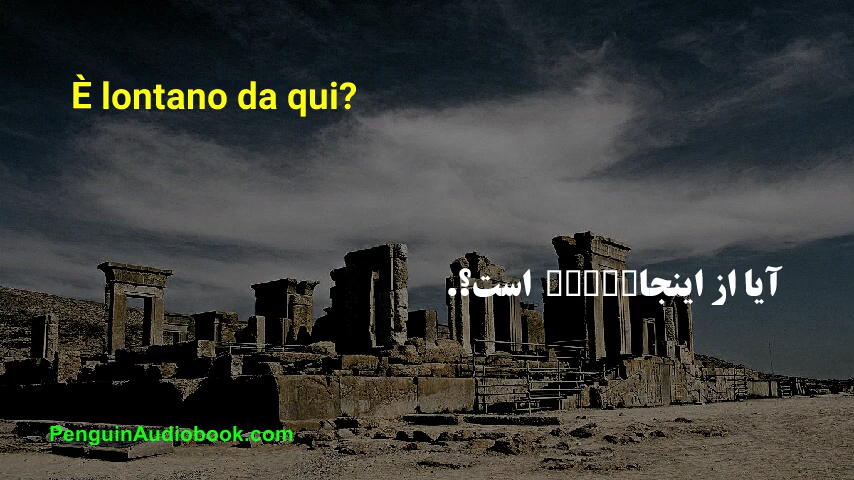 È lontano da qui?
آیا از اینجا است؟.
PenguinAudiobook.com